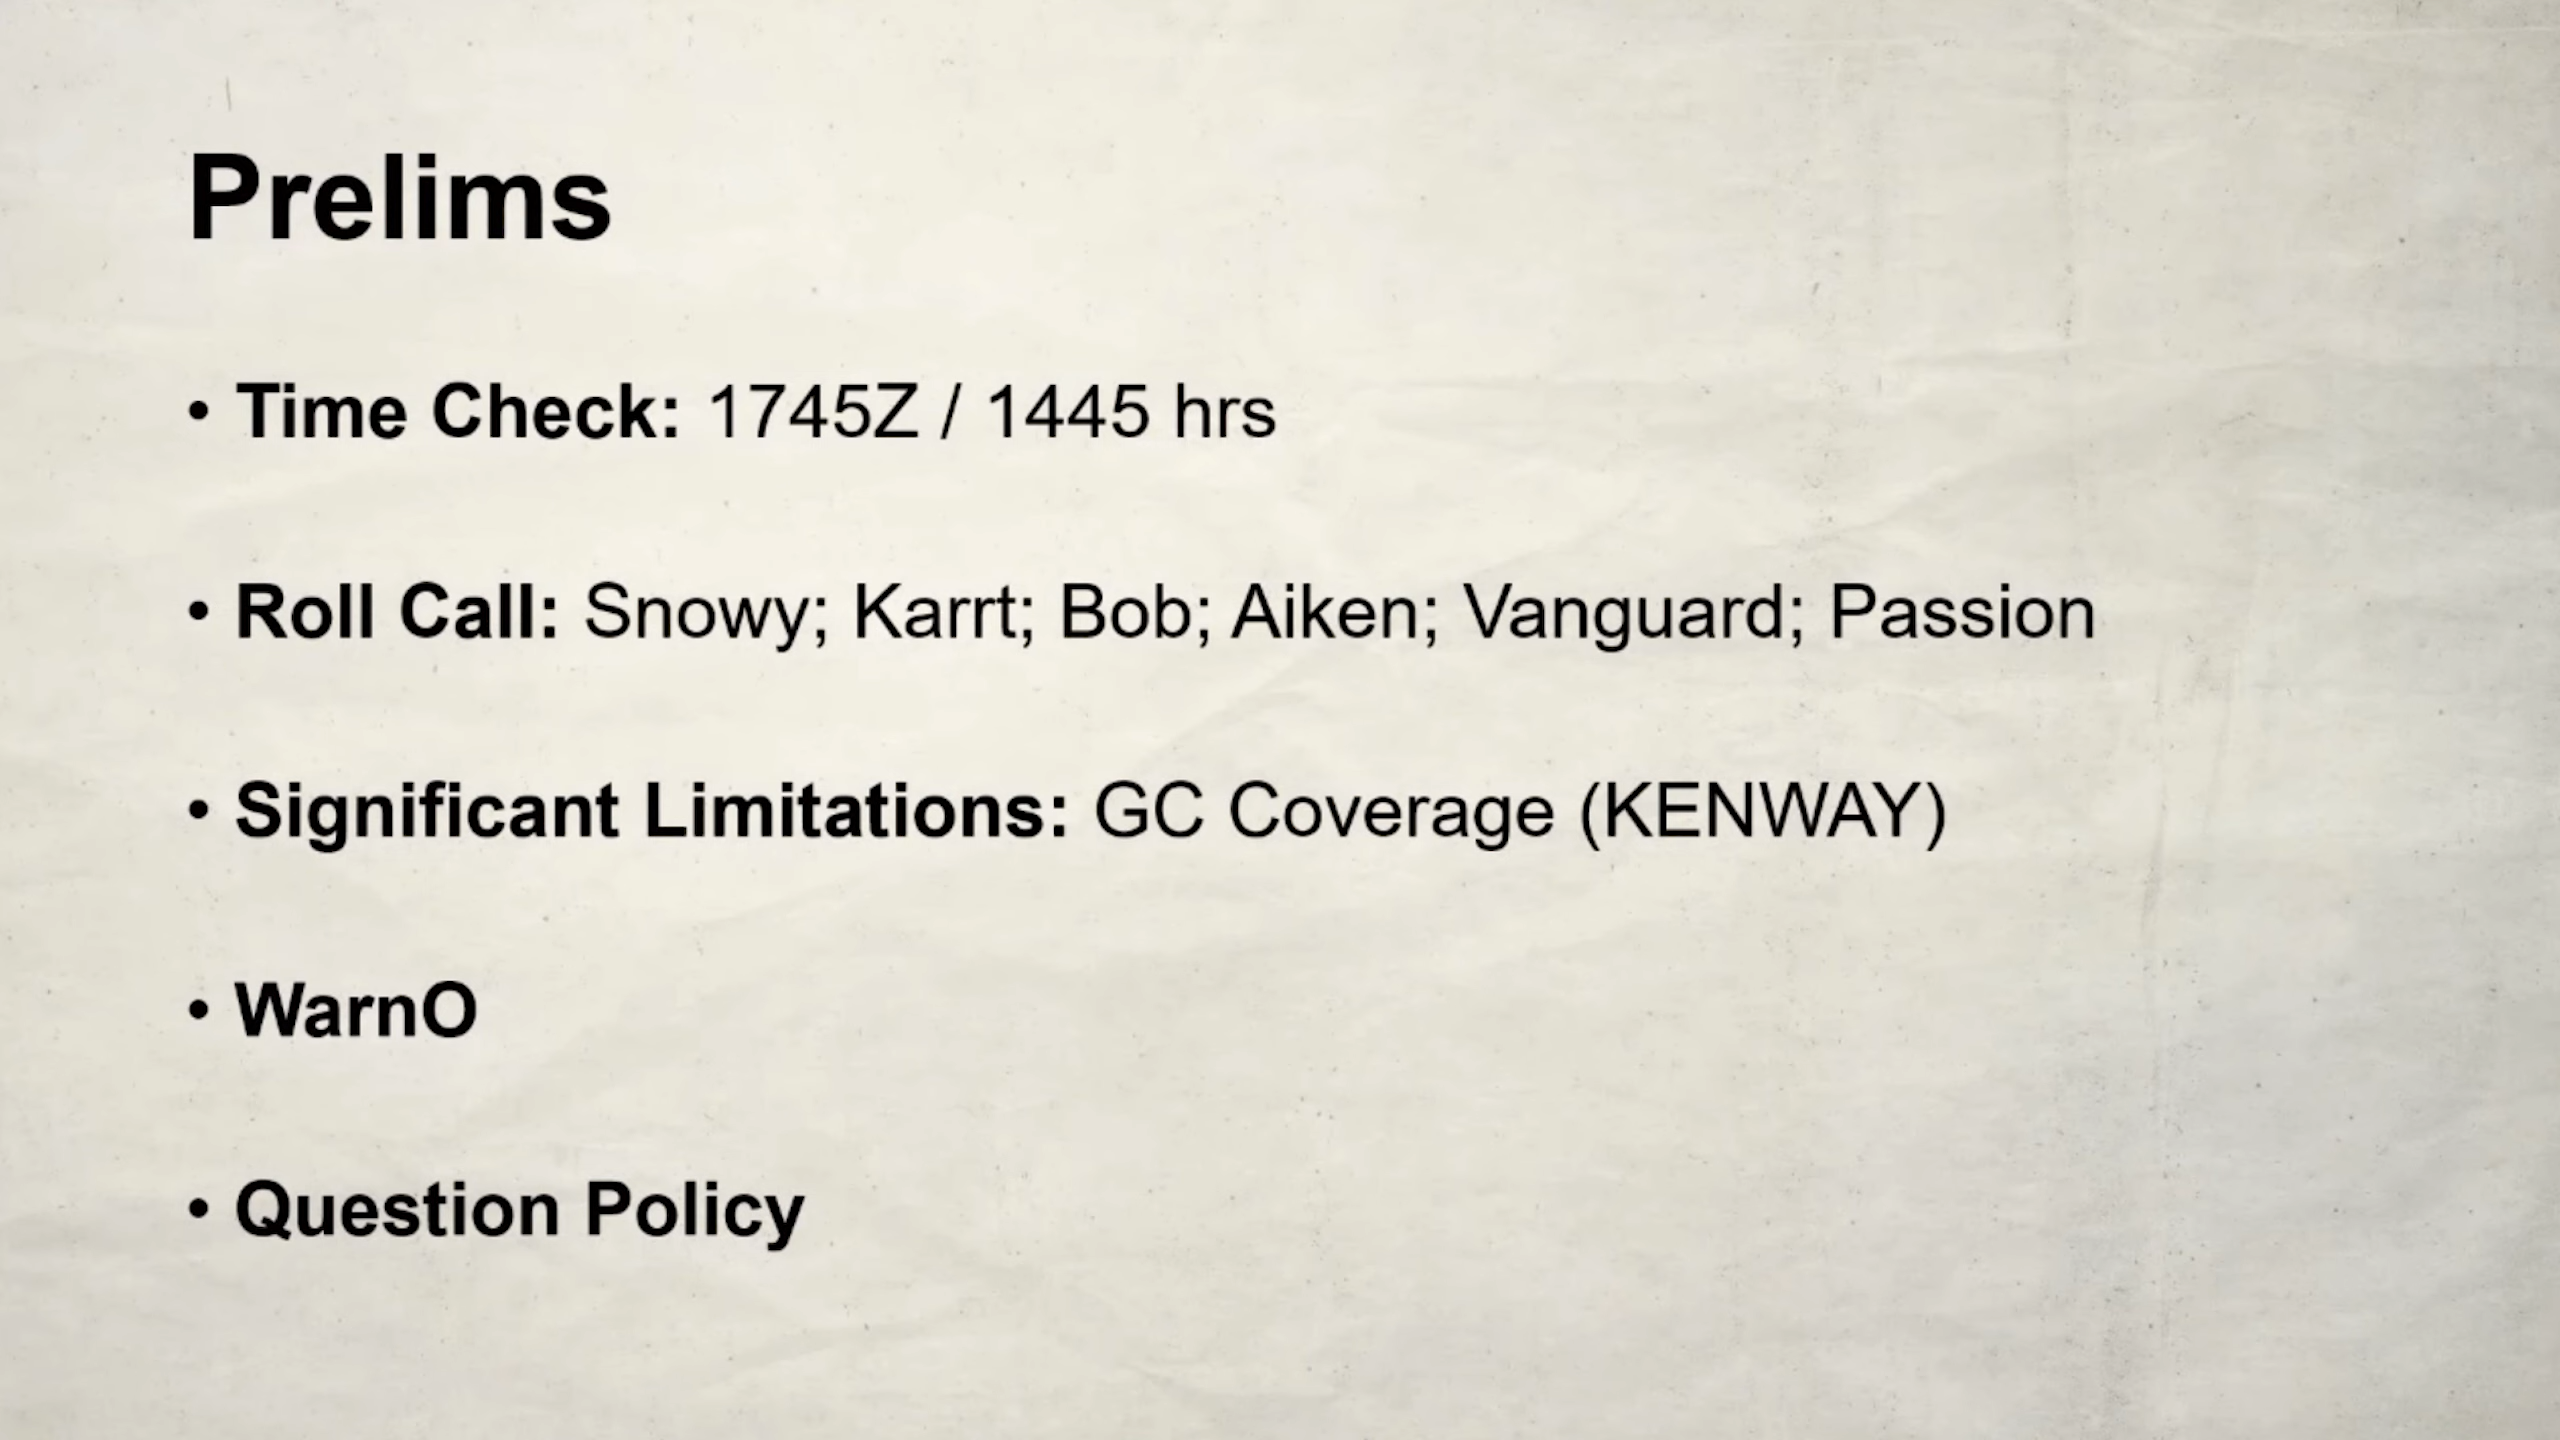 Prelims
• Time Check: 1745Z / 1445 hrs
• Roll Call: Snowy; Karrt; Bob; Aiken; Vanguard; Passion
• Significant Limitations: GC Coverage (KENWAY)
• WarnO
• Question Policy